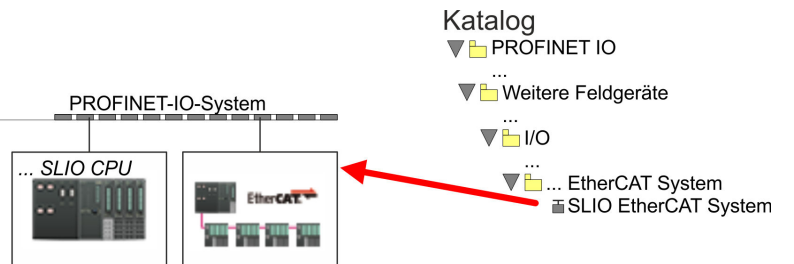 Katalog
PROFINET IO
...
Weitere Feldgeräte
...
I/O
...
... EtherCAT System
SLIO EtherCAT System
PROFINET-IO-System
... SLIO CPU
EtherCAT